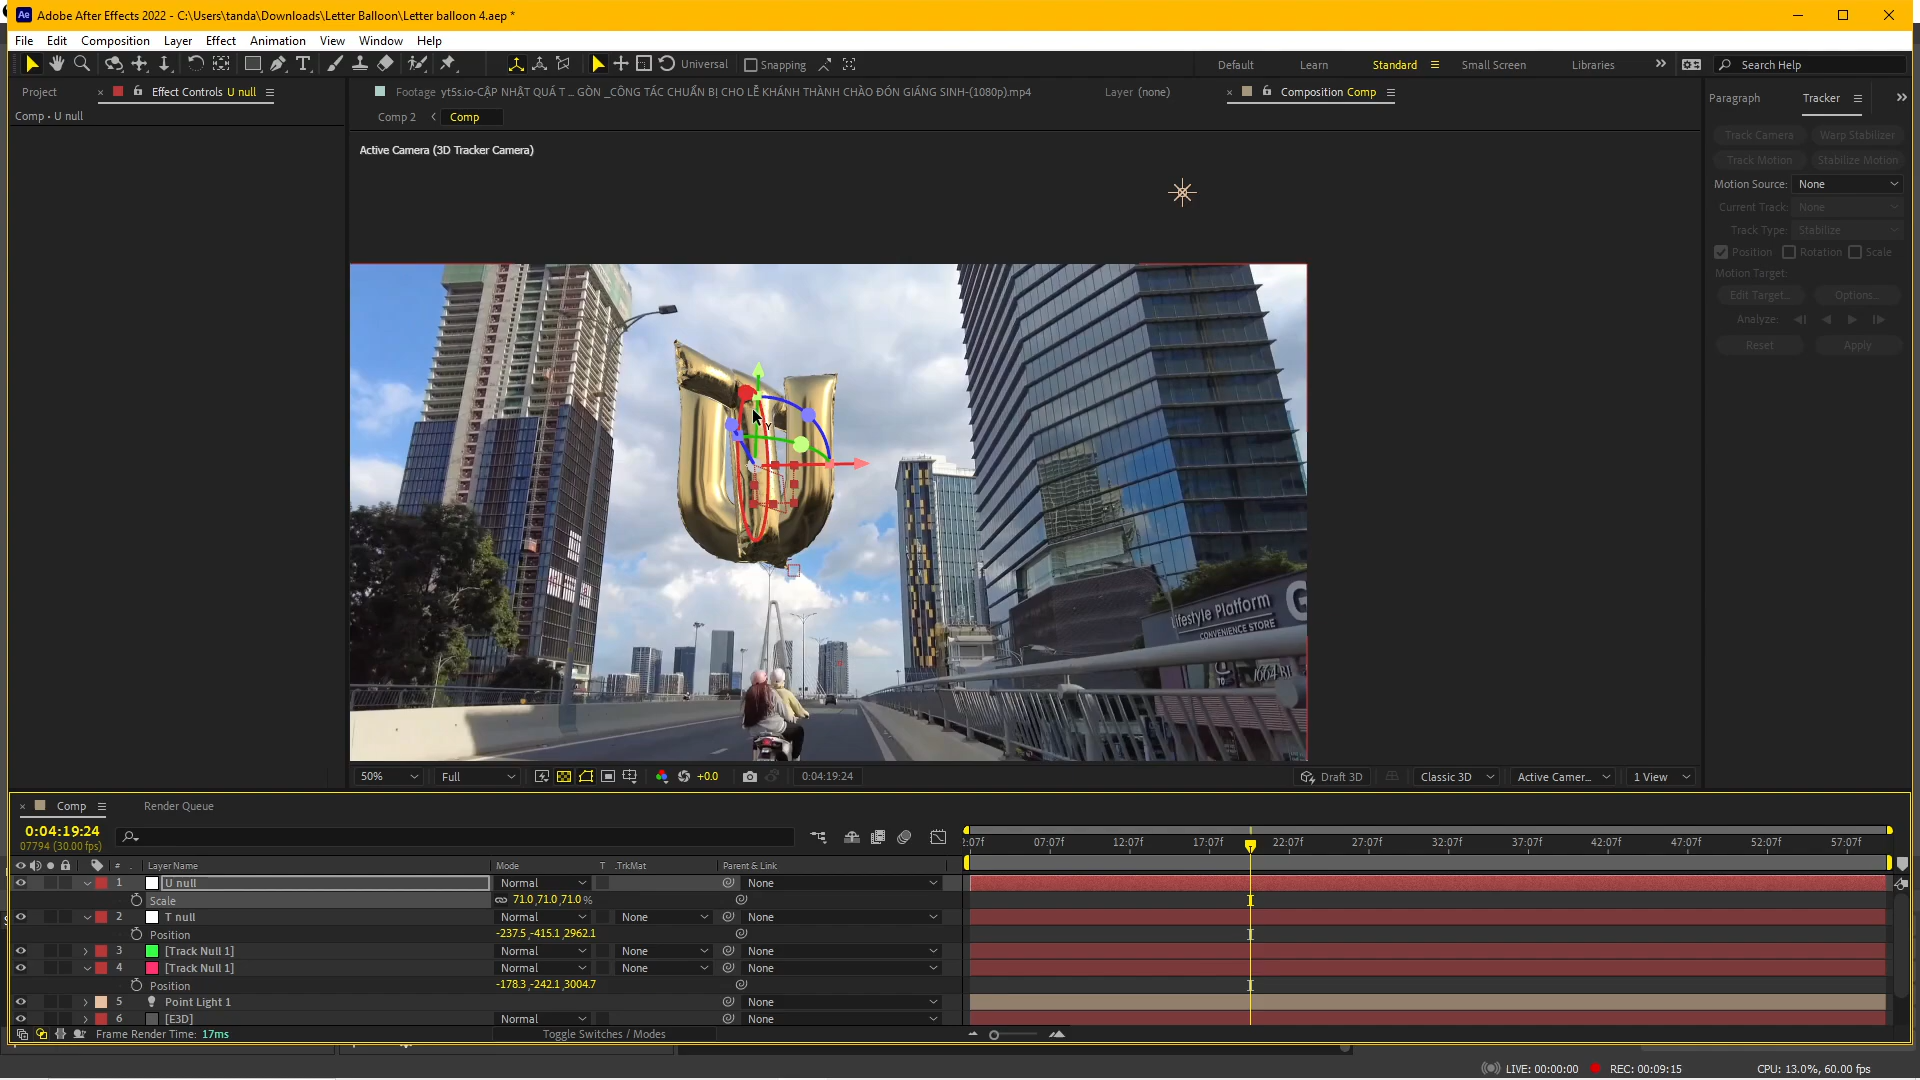 Adobe After Effects 2022 - C:\Users\tanda\Downloads\Letter Balloon\Letter balloon 4.aep *
File Edit Composition Layer Effect Animation View Window Help
Universal Snapping Default Learn Standard Small Screen Libraries Search Help
Project Effect Controls U null Footage yt5s.io-CẬP NHẬT QUÁ T ... GÒN _CÔNG TÁC CHUẨN BỊ CHO LỄ KHÁNH THÀNH CHÀO ĐÓN GIÁNG SINH-(1080p).mp4 Layer (none) Composition Comp Paragraph Tracker
Comp • U null
Comp 2 Comp
Active Camera (3D Tracker Camera)
Track Camera Warp Stabilizer
Track Motion Stabilize Motion
Motion Source: None
Current Track: None
Track Type: Stabilize
Position Rotation Scale
Motion Target:
Edit Target... Options...
Analyze:
Reset Apply
U
Y
Lifestyle Platform
CONVENIENCE STORE
G
1664 BL
50% Full +0.0 0:04:19:24 Draft 3D Classic 3D Active Camer... 1 View
Comp Render Queue
0:04:19:24
07794 (30.00 fps)
2:07f 07:07f 12:07f 17:07f 22:07f 27:07f 32:07f 37:07f 42:07f 47:07f 52:07f 57:07f
# Layer Name Mode T .TrkMat Parent & Link
1 U null Normal None
Scale 71.0,71.0,71.0%
2 T null Normal None None
Position -237.5,-415.1,2962.1
3 [Track Null 1] Normal None None
4 [Track Null 1] Normal None None
Position -178.3,-242.1,3004.7
5 Point Light 1 None
6 [E3D] Normal None None
Frame Render Time: 17ms Toggle Switches / Modes
LIVE: 00:00:00 REC: 00:09:15 CPU: 13.0%, 60.00 fps